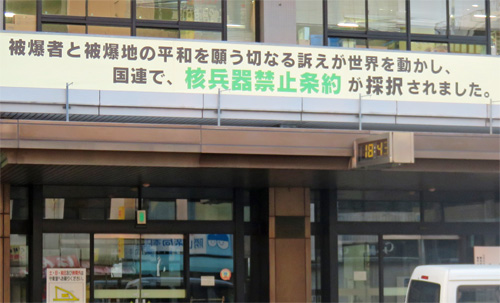 被爆者と被爆地の平和を願う切なる訴えが世界を動かし、
国連で、核兵器禁止条約が採択されました。
18:4